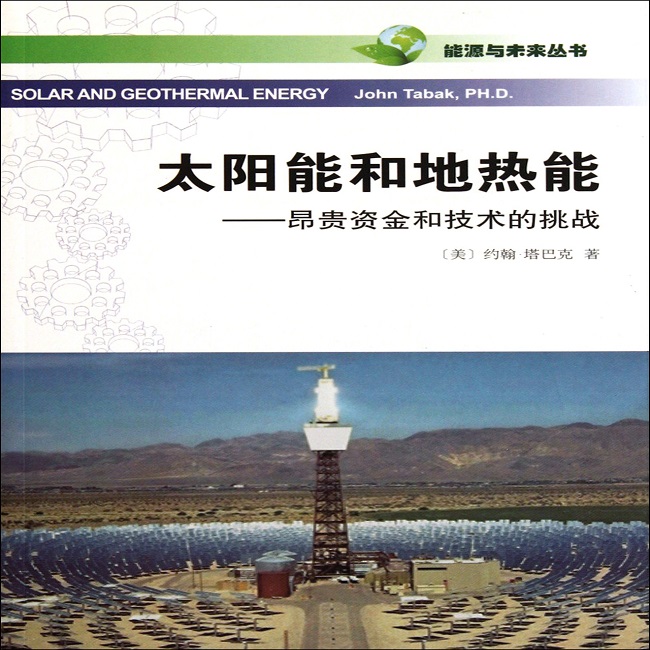 能源与未来丛书
SOLAR AND GEOTHERMAL ENERGY John Tabak, PH.D.
太阳能和地热能
——昂贵资金和技术的挑战
〔美〕约翰·塔巴克 著